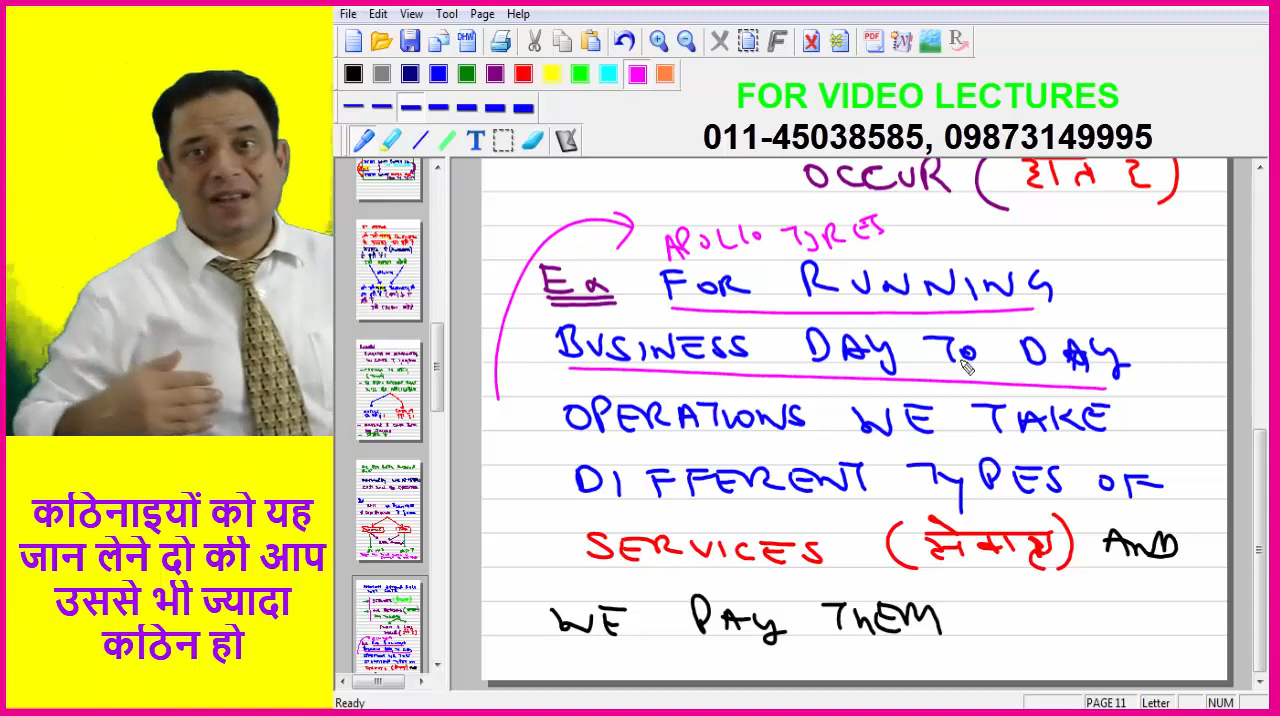 File Edit View Tool Page Help
FOR VIDEO LECTURES
011-45038585, 09873149995
OCCUR (होते है)
APOLLO TYRES
Ex FOR RUNNING
BUSINESS DAY TO DAY
OPERATIONS WE TAKE
DIFFERENT TYPES OF
SERVICES (सेवाए) AND
WE PAY THEM
कठिनाइयों को यह
जान लेने दो की आप
उससे भी ज्यादा
कठिन हो
Ready
PAGE 11 Letter NUM